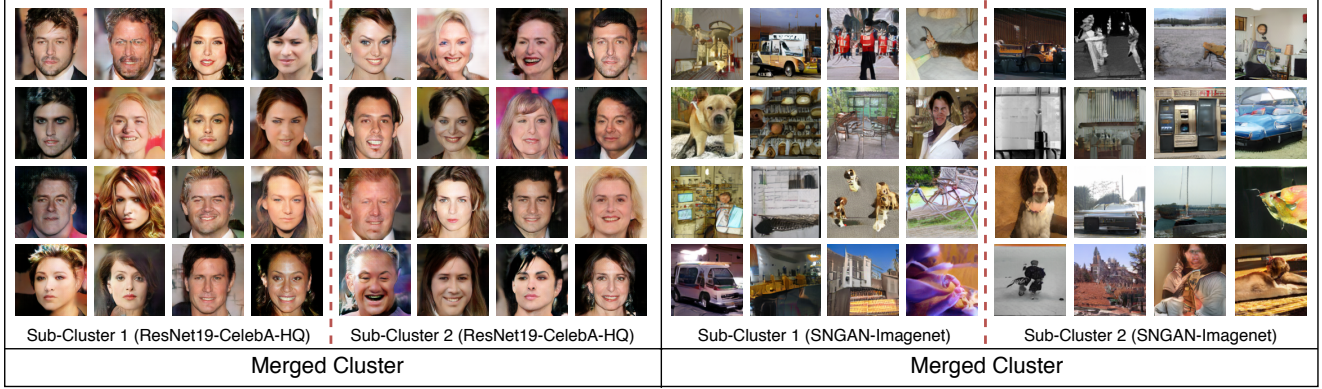 Sub-Cluster 1 (ResNet19-CelebA-HQ) Sub-Cluster 2 (ResNet19-CelebA-HQ) Sub-Cluster 1 (SNGAN-Imagenet) Sub-Cluster 2 (SNGAN-Imagenet)
Merged Cluster Merged Cluster